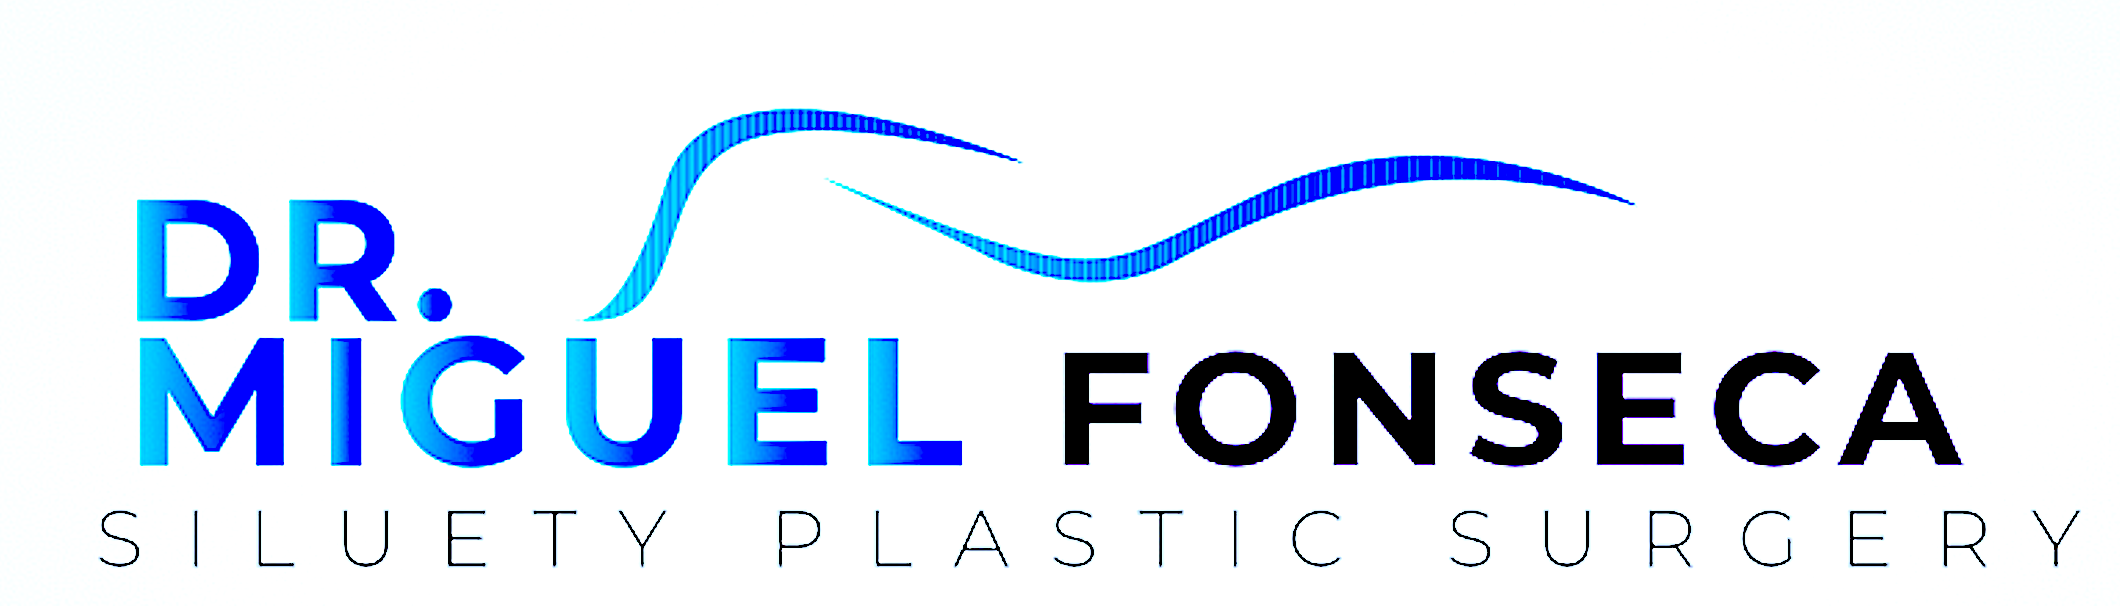 DR.
MIGUEL FONSECA
SILUETY PLASTIC SURGERY